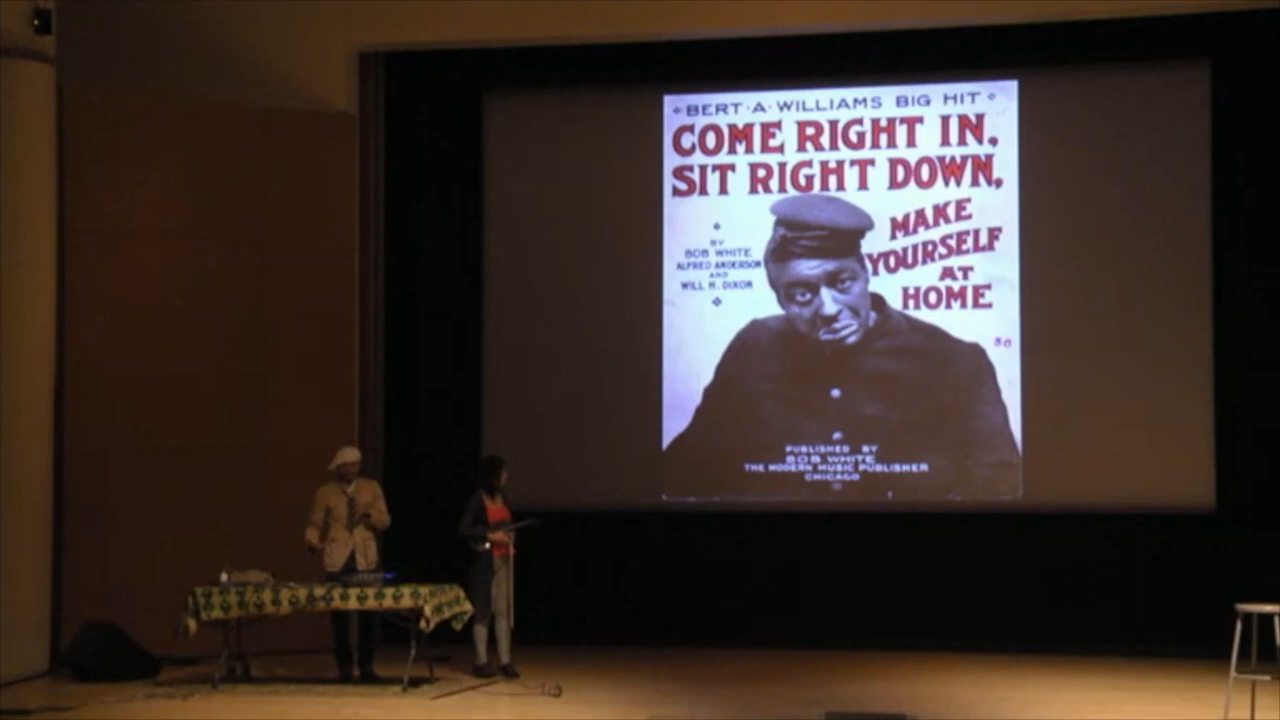 BERT·A·WILLIAMS BIG HIT
COME RIGHT IN,
SIT RIGHT DOWN,
MAKE
YOURSELF
AT
HOME
BY
BOB WHITE
ALFRED ANDERSON
AND
WILL H. DIXON
PUBLISHED BY
BOB WHITE
THE MODERN MUSIC PUBLISHER
CHICAGO